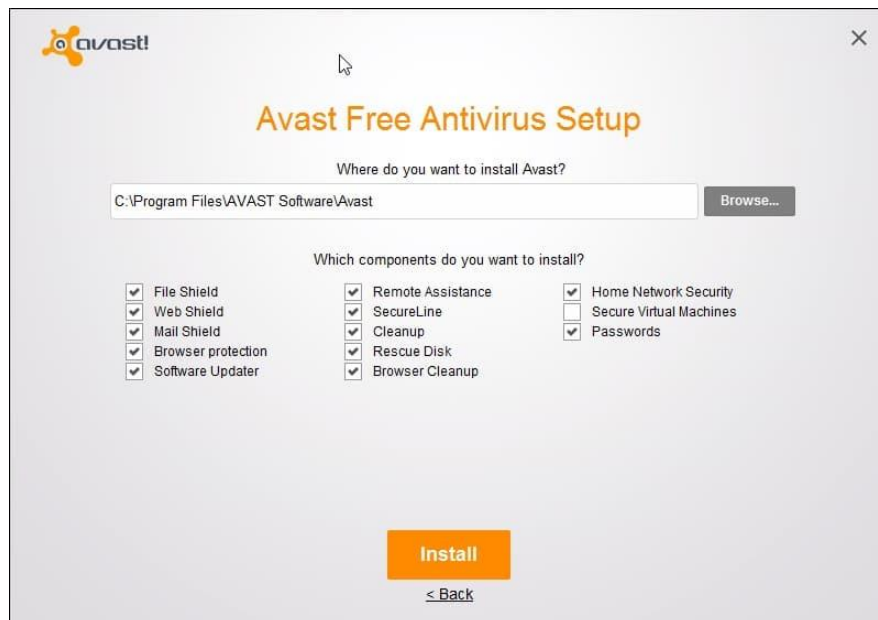 avast!
Avast Free Antivirus Setup
Where do you want to install Avast?
C:\Program Files\AVAST Software\Avast
Browse...
Which components do you want to install?
File Shield
Web Shield
Mail Shield
Browser protection
Software Updater
Remote Assistance
SecureLine
Cleanup
Rescue Disk
Browser Cleanup
Home Network Security
Secure Virtual Machines
Passwords
Install
< Back